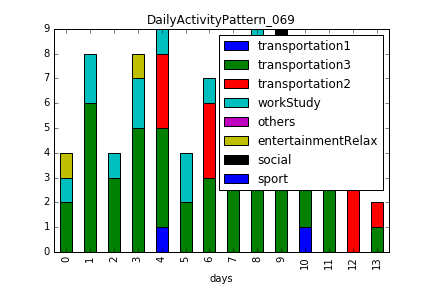 DailyActivityPattern_069
9
8
7
6
5
4
3
2
1
0
transportation1
transportation3
transportation2
workStudy
others
entertainmentRelax
social
sport
0 1 2 3 4 5 6 7 8 9 10 11 12 13
days